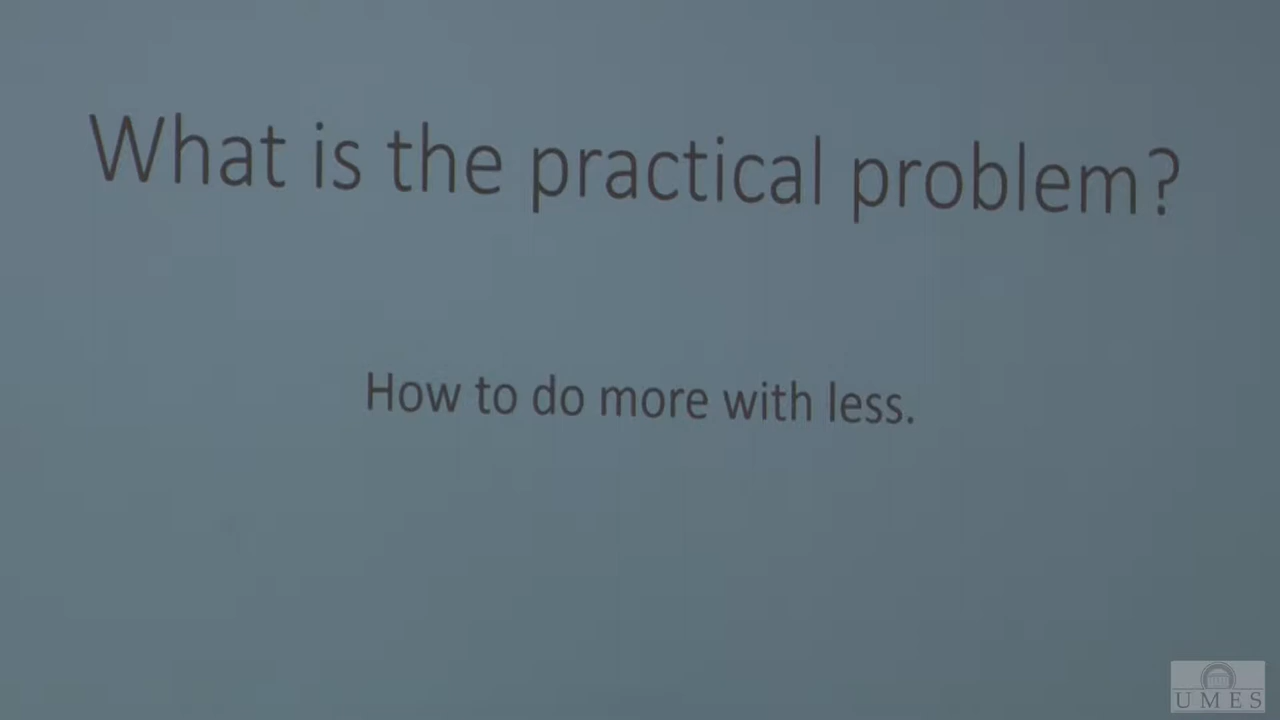 What is the practical problem?
How to do more with less.
UMES